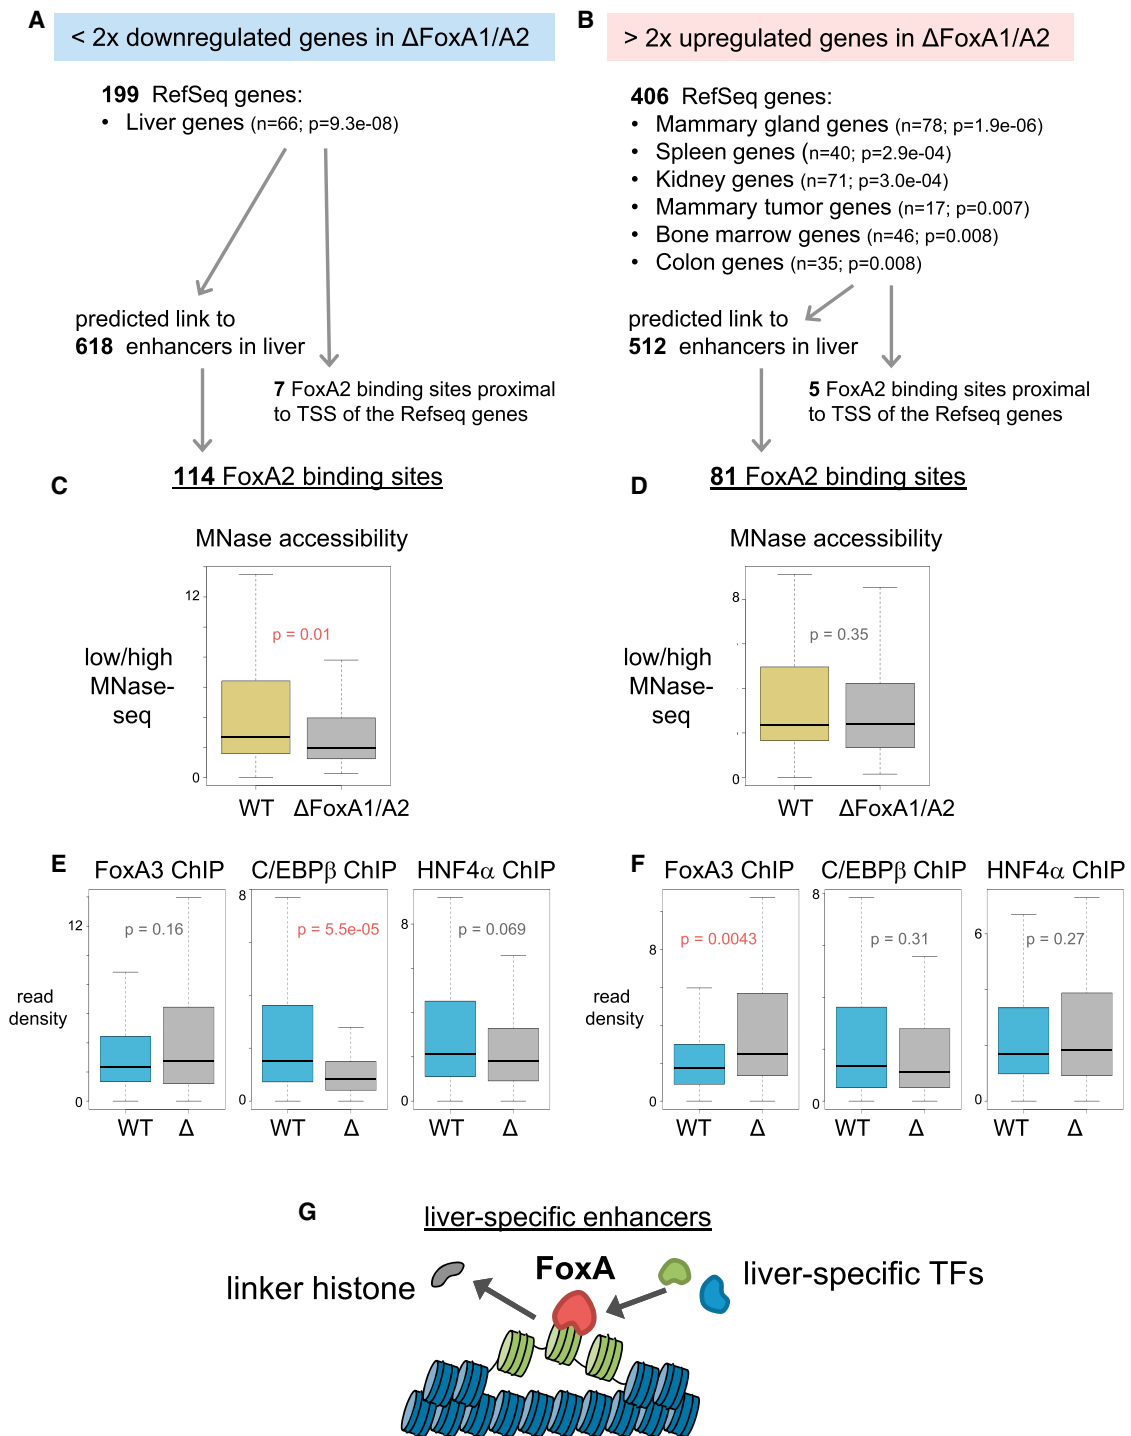 A
< 2x downregulated genes in ΔFoxA1/A2
199 RefSeq genes:
• Liver genes (n=66; p=9.3e-08)
predicted link to
618 enhancers in liver
7 FoxA2 binding sites proximal
to TSS of the Refseq genes
114 FoxA2 binding sites
B
> 2x upregulated genes in ΔFoxA1/A2
406 RefSeq genes:
• Mammary gland genes (n=78; p=1.9e-06)
• Spleen genes (n=40; p=2.9e-04)
• Kidney genes (n=71; p=3.0e-04)
• Mammary tumor genes (n=17; p=0.007)
• Bone marrow genes (n=46; p=0.008)
• Colon genes (n=35; p=0.008)
predicted link to
512 enhancers in liver
5 FoxA2 binding sites proximal
to TSS of the Refseq genes
81 FoxA2 binding sites
C
MNase accessibility
12
p = 0.01
low/high
MNase-
seq
0
WT ΔFoxA1/A2
D
MNase accessibility
8
p = 0.35
low/high
MNase-
seq
0
WT ΔFoxA1/A2
E
FoxA3 ChIP
12
p = 0.16
read
density
0
WT Δ
C/EBPβ ChIP
8
p = 5.5e-05
0
WT Δ
HNF4α ChIP
8
p = 0.069
0
WT Δ
F
FoxA3 ChIP
8
p = 0.0043
read
density
0
WT Δ
C/EBPβ ChIP
8
p = 0.31
0
WT Δ
HNF4α ChIP
6
p = 0.27
0
WT Δ
G
liver-specific enhancers
FoxA
linker histone
liver-specific TFs